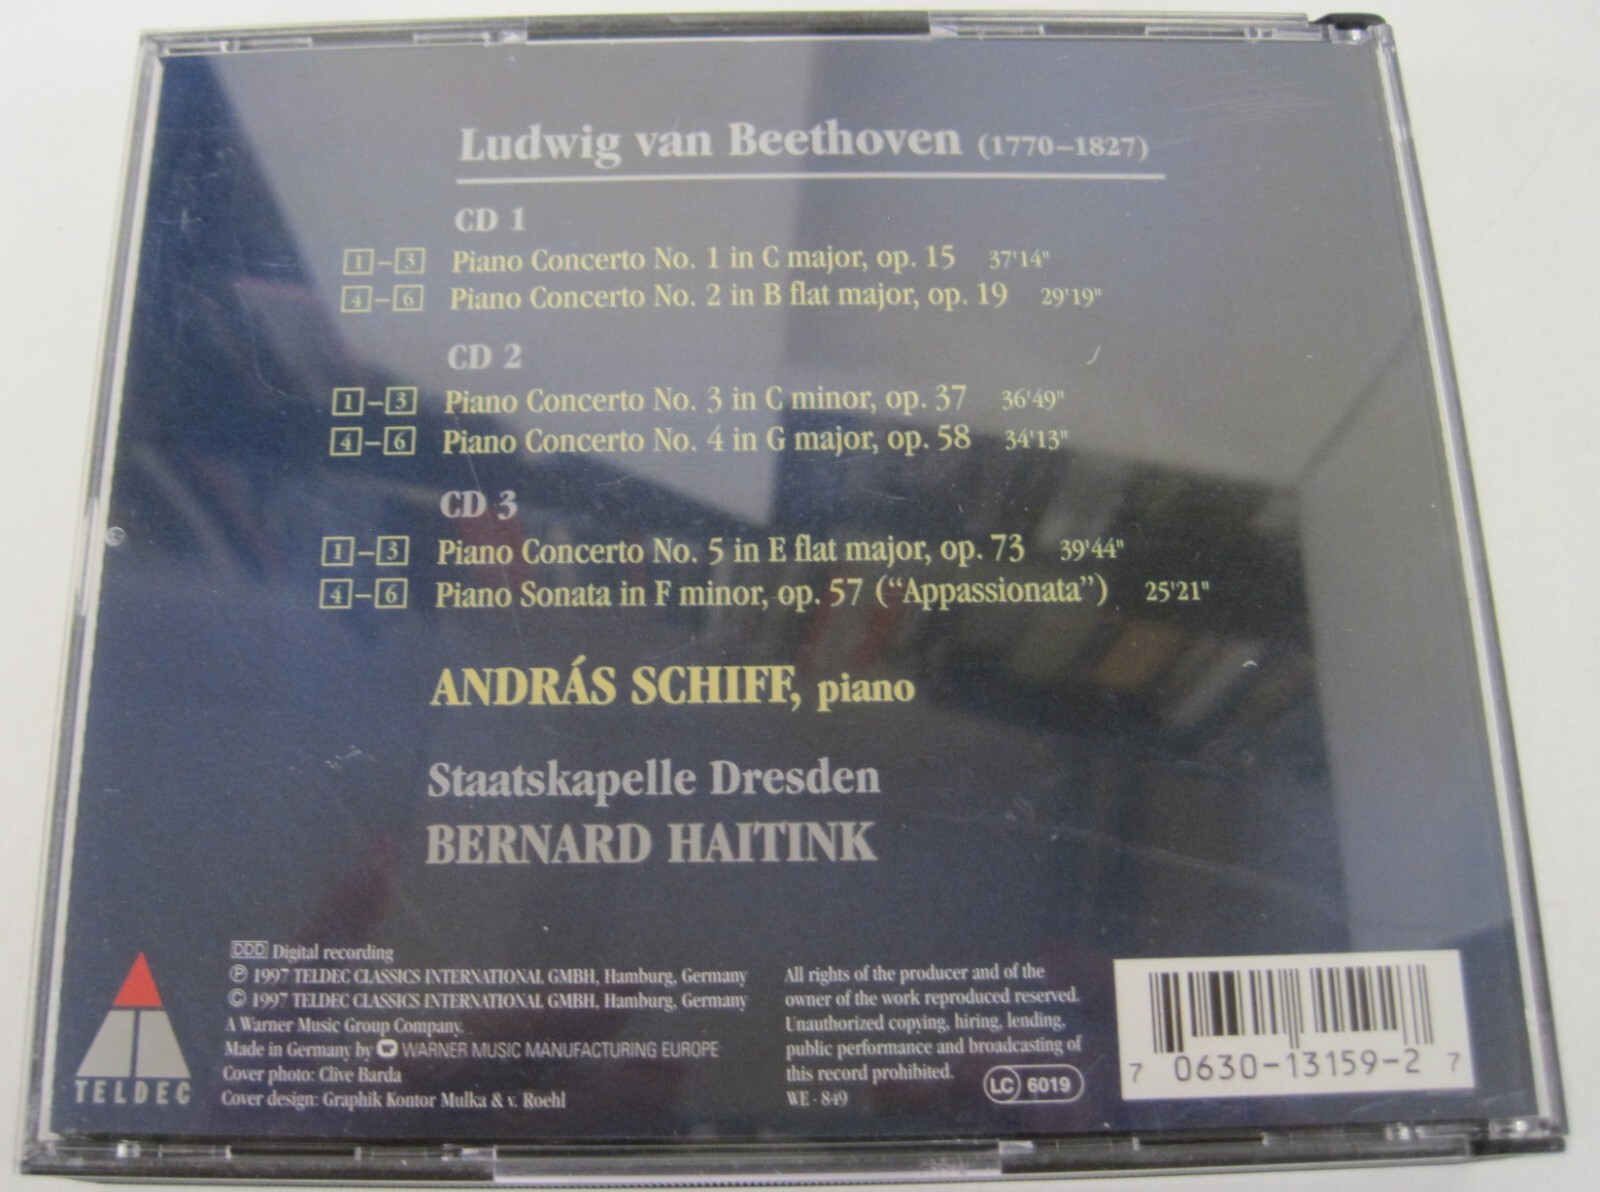 Ludwig van Beethoven (1770–1827)
CD 1
1–3 Piano Concerto No. 1 in C major, op. 15 37'14"
4–6 Piano Concerto No. 2 in B flat major, op. 19 29'19"
CD 2
1–3 Piano Concerto No. 3 in C minor, op. 37 36'49"
4–6 Piano Concerto No. 4 in G major, op. 58 34'13"
CD 3
1–3 Piano Concerto No. 5 in E flat major, op. 73 39'44"
4–6 Piano Sonata in F minor, op. 57 (“Appassionata”) 25'21"
ANDRÁS SCHIFF, piano
Staatskapelle Dresden
BERNARD HAITINK
DDD Digital recording
℗ 1997 TELDEC CLASSICS INTERNATIONAL GMBH, Hamburg, Germany
© 1997 TELDEC CLASSICS INTERNATIONAL GMBH, Hamburg, Germany
A Warner Music Group Company.
Made in Germany by WARNER MUSIC MANUFACTURING EUROPE
Cover photo: Clive Barda
Cover design: Graphik Kontor Mulka & v. Roehl
TELDEC
All rights of the producer and of the
owner of the work reproduced reserved.
Unauthorized copying, hiring, lending,
public performance and broadcasting of
this record prohibited.
LC 6019
WE · 849
7 0630-13159-2 7